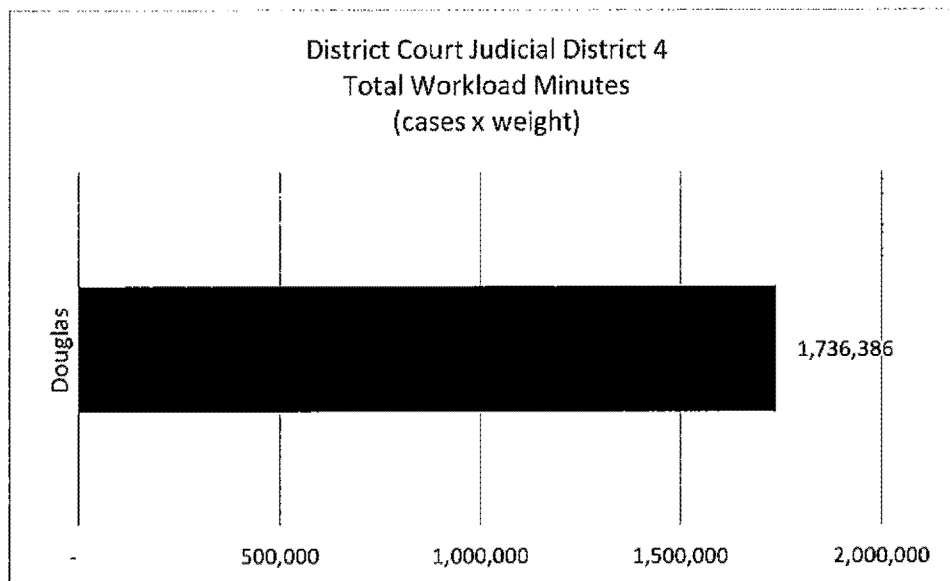 District Court Judicial District 4
Total Workload Minutes
(cases x weight)
Douglas
1,736,386
- 500,000 1,000,000 1,500,000 2,000,000